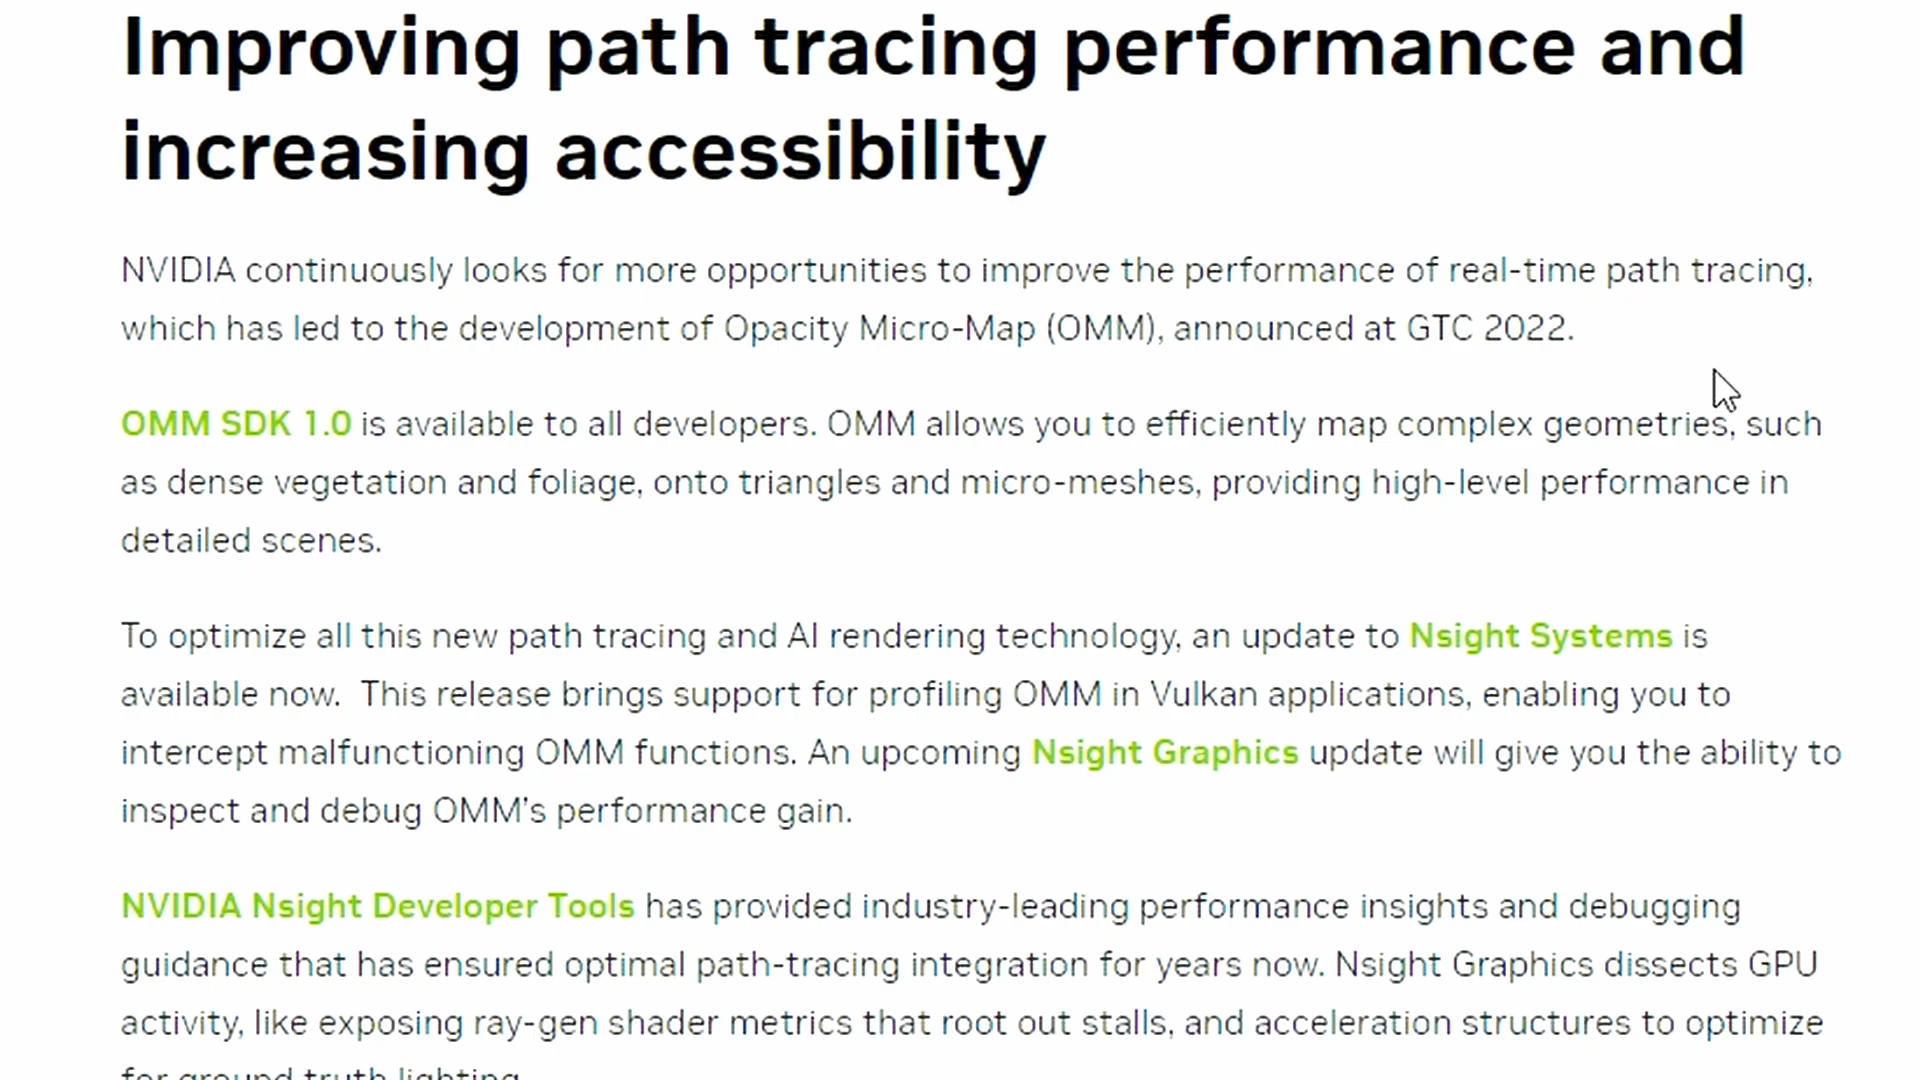 Improving path tracing performance and
increasing accessibility
NVIDIA continuously looks for more opportunities to improve the performance of real-time path tracing,
which has led to the development of Opacity Micro-Map (OMM), announced at GTC 2022.
OMM SDK 1.0 is available to all developers. OMM allows you to efficiently map complex geometries, such
as dense vegetation and foliage, onto triangles and micro-meshes, providing high-level performance in
detailed scenes.
To optimize all this new path tracing and AI rendering technology, an update to Nsight Systems is
available now.  This release brings support for profiling OMM in Vulkan applications, enabling you to
intercept malfunctioning OMM functions. An upcoming Nsight Graphics update will give you the ability to
inspect and debug OMM's performance gain.
NVIDIA Nsight Developer Tools has provided industry-leading performance insights and debugging
guidance that has ensured optimal path-tracing integration for years now. Nsight Graphics dissects GPU
activity, like exposing ray-gen shader metrics that root out stalls, and acceleration structures to optimize
for ground truth lighting.